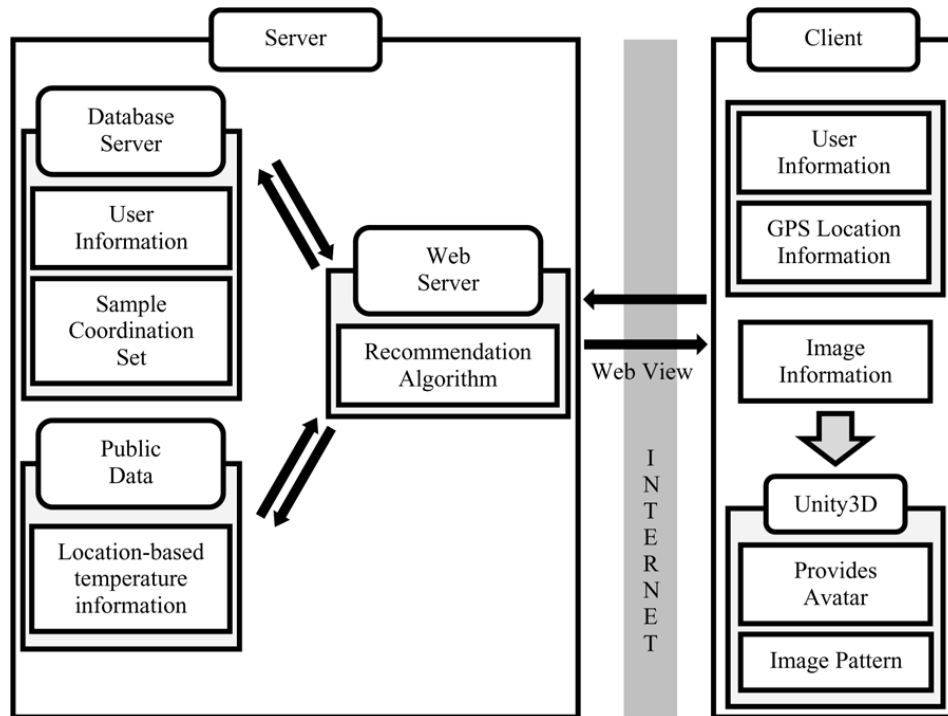 Server
Database
Server
User
Information
Sample
Coordination
Set
Public
Data
Location-based
temperature
information
Web
Server
Recommendation
Algorithm
Web View
INTERNET
Client
User
Information
GPS Location
Information
Image
Information
Unity3D
Provides
Avatar
Image Pattern